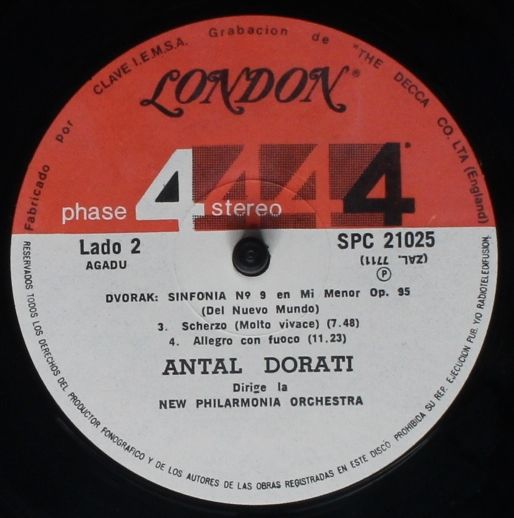 Fabricado por CLAVE I.E.M.S.A. Grabacion de "THE DECCA CO. LTA (England)
LONDON®
phase 4 stereo 4444
Lado 2
AGADU
SPC 21025
(ZAL. 7711)
Ⓟ
DVORAK: SINFONIA Nº 9 en Mi Menor Op. 95
(Del Nuevo Mundo)
3. Scherzo (Molto vivace) (7.48)
4. Allegro con fuoco (11.23)
ANTAL DORATI
Dirige la
NEW PHILARMONIA ORCHESTRA
RESERVADOS TODOS LOS DERECHOS DEL PRODUCTOR FONOGRAFICO Y DE LOS AUTORES DE LAS OBRAS REGISTRADAS EN ESTE DISCO PROHIBIDA SU REP. EJECUCION PUB. Y/O RADIOTELEDIFUSION.